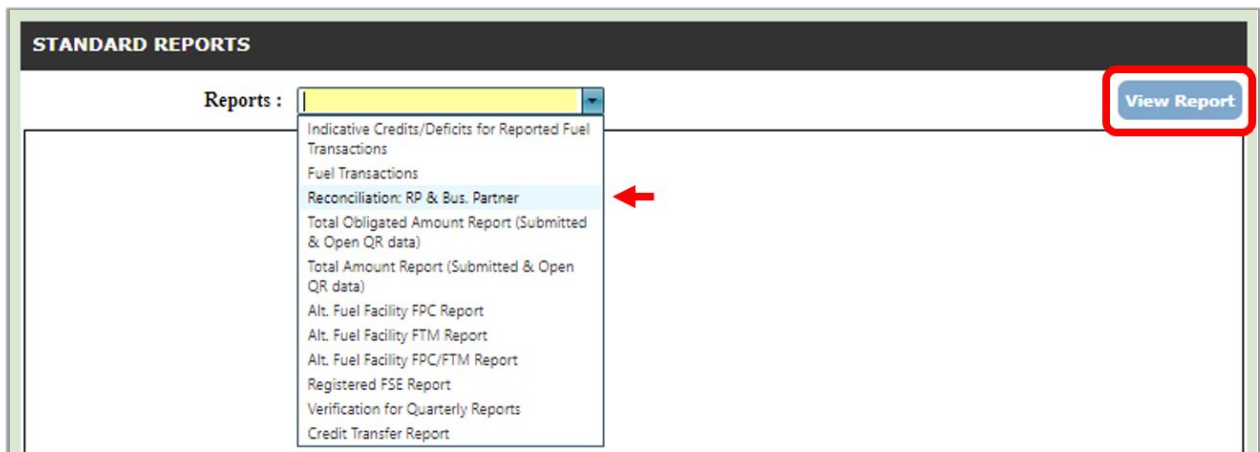 STANDARD REPORTS
Reports :
View Report
Indicative Credits/Deficits for Reported Fuel
Transactions
Fuel Transactions
Reconciliation: RP & Bus. Partner
Total Obligated Amount Report (Submitted
& Open QR data)
Total Amount Report (Submitted & Open
QR data)
Alt. Fuel Facility FPC Report
Alt. Fuel Facility FTM Report
Alt. Fuel Facility FPC/FTM Report
Registered FSE Report
Verification for Quarterly Reports
Credit Transfer Report